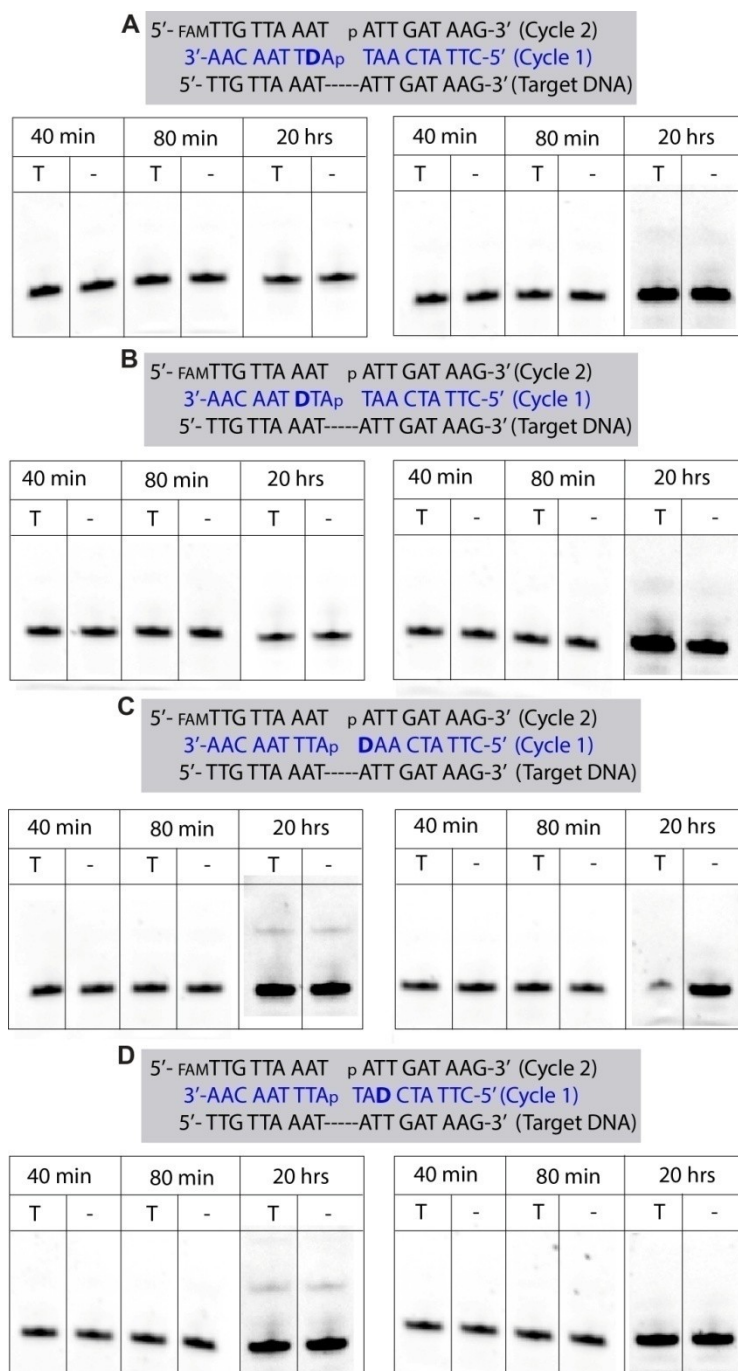 A 5'- FAMTTG TTA AAT p ATT GAT AAG-3' (Cycle 2)
3'-AAC AAT TDAp TAA CTA TTC-5' (Cycle 1)
5'- TTG TTA AAT-----ATT GAT AAG-3' (Target DNA)
40 min 80 min 20 hrs 40 min 80 min 20 hrs
T - T - T - T - T - T -
B 5'- FAMTTG TTA AAT p ATT GAT AAG-3' (Cycle 2)
3'-AAC AAT DTAp TAA CTA TTC-5' (Cycle 1)
5'- TTG TTA AAT-----ATT GAT AAG-3' (Target DNA)
40 min 80 min 20 hrs 40 min 80 min 20 hrs
T - T - T - T - T - T -
C 5'- FAMTTG TTA AAT p ATT GAT AAG-3' (Cycle 2)
3'-AAC AAT TTAp DAA CTA TTC-5' (Cycle 1)
5'- TTG TTA AAT-----ATT GAT AAG-3' (Target DNA)
40 min 80 min 20 hrs 40 min 80 min 20 hrs
T - T - T - T - T - T -
D 5'- FAMTTG TTA AAT p ATT GAT AAG-3' (Cycle 2)
3'-AAC AAT TTAp TAD CTA TTC-5' (Cycle 1)
5'- TTG TTA AAT-----ATT GAT AAG-3' (Target DNA)
40 min 80 min 20 hrs 40 min 80 min 20 hrs
T - T - T - T - T - T -